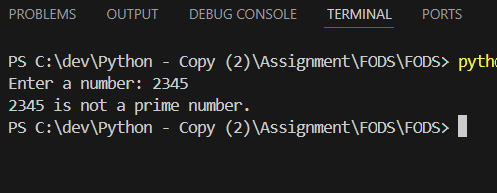 PROBLEMS OUTPUT DEBUG CONSOLE TERMINAL PORTS
PS C:\dev\Python - Copy (2)\Assignment\FODS\FODS> pytho
Enter a number: 2345
2345 is not a prime number.
PS C:\dev\Python - Copy (2)\Assignment\FODS\FODS>